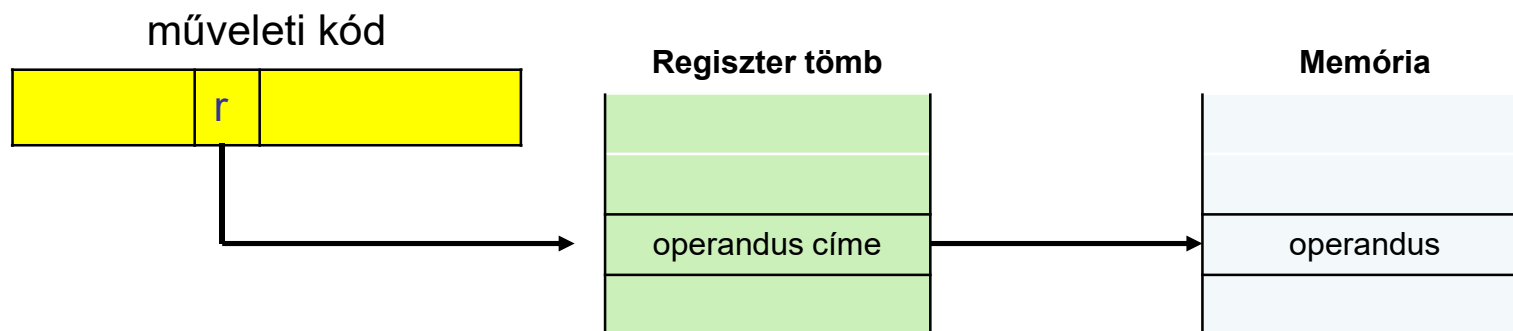 műveleti kód
Regiszter tömb
Memória
r
operandus címe
operandus